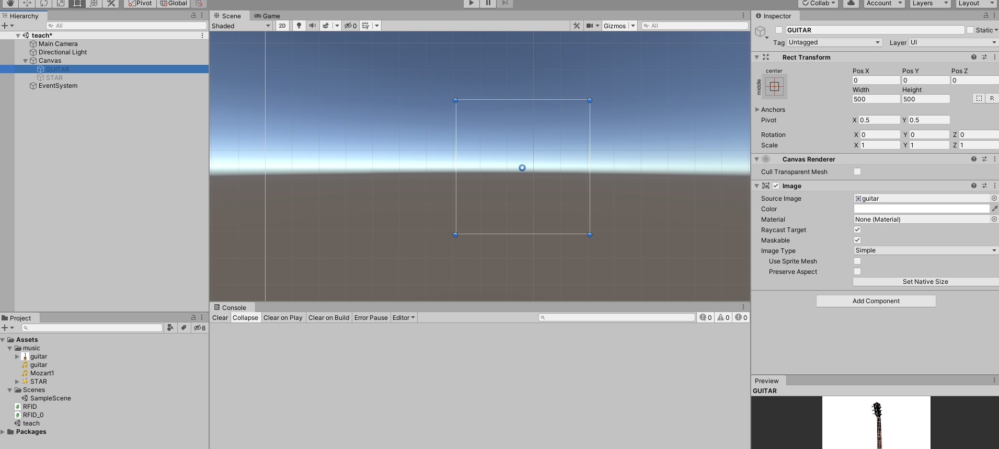 Pivot Global Collab Account Layers Layout
Hierarchy
All
teach*
Main Camera
Directional Light
Canvas
GUITAR
STAR
EventSystem
Scene Game
Shaded 2D 0 Gizmos All
Inspector
GUITAR Static
Tag Untagged Layer UI
Rect Transform
center
middle
Pos X Pos Y Pos Z
0 0 0
Width Height
500 500
R
Anchors
Pivot X 0.5 Y 0.5
Rotation X 0 Y 0 Z 0
Scale X 1 Y 1 Z 1
Canvas Renderer
Cull Transparent Mesh
Image
Source Image guitar
Color
Material None (Material)
Raycast Target
Maskable
Image Type Simple
Use Sprite Mesh
Preserve Aspect
Set Native Size
Add Component
Project
8
Assets
music
guitar
guitar
Mozart1
STAR
Scenes
SampleScene
RFID
RFID_0
teach
Packages
Console
Clear Collapse Clear on Play Clear on Build Error Pause Editor 0 0 0
Preview
GUITAR